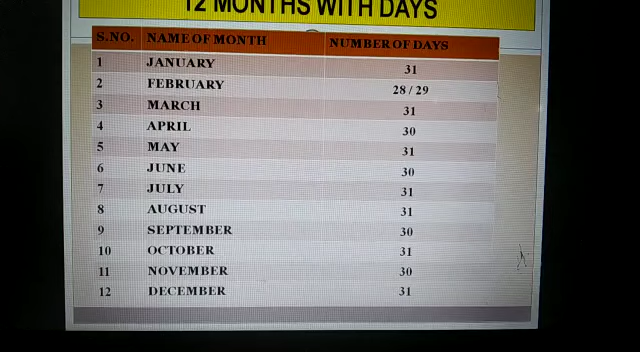 12 MONTHS WITH DAYS
S.NO. NAME OF MONTH NUMBER OF DAYS
1 JANUARY 31
2 FEBRUARY 28 / 29
3 MARCH 31
4 APRIL 30
5 MAY 31
6 JUNE 30
7 JULY 31
8 AUGUST 31
9 SEPTEMBER 30
10 OCTOBER 31
11 NOVEMBER 30
12 DECEMBER 31